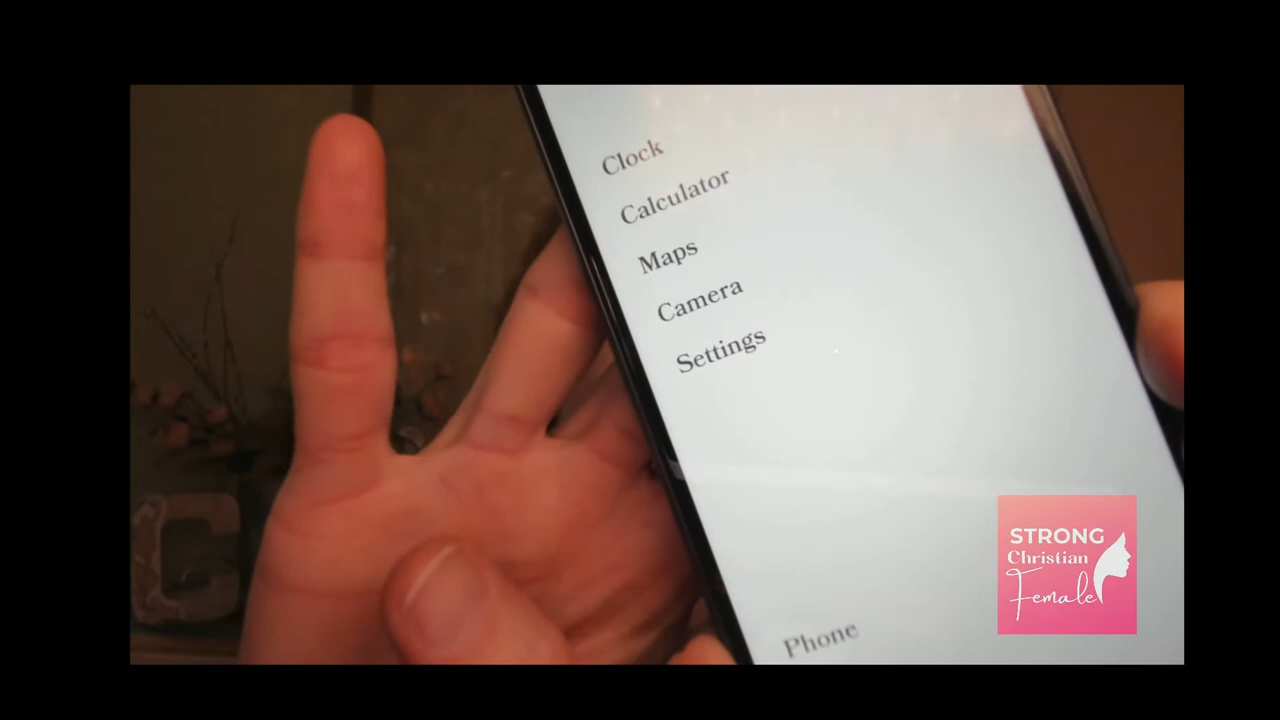 Clock
Calculator
Maps
Camera
Settings
Phone
STRONG
Christian
Female
C